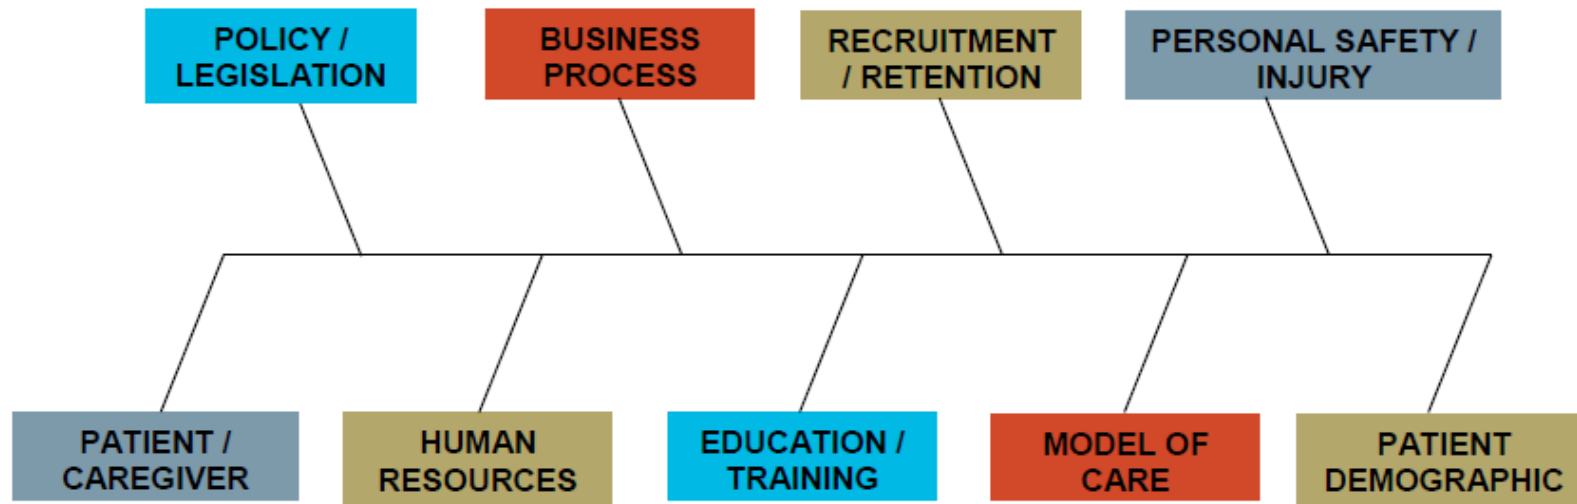 POLICY /
LEGISLATION
BUSINESS
PROCESS
RECRUITMENT
/ RETENTION
PERSONAL SAFETY /
INJURY
PATIENT /
CAREGIVER
HUMAN
RESOURCES
EDUCATION /
TRAINING
MODEL OF
CARE
PATIENT
DEMOGRAPHIC